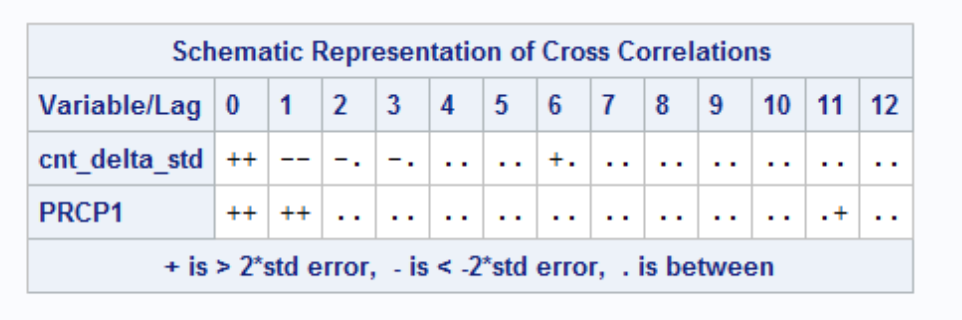 Schematic Representation of Cross Correlations
Variable/Lag 0 1 2 3 4 5 6 7 8 9 10 11 12
cnt_delta_std ++ -- -. -. .. .. +. .. .. .. .. .. ..
PRCP1 ++ ++ .. .. .. .. .. .. .. .. .. .+ ..
+ is > 2*std error, - is < -2*std error, . is between